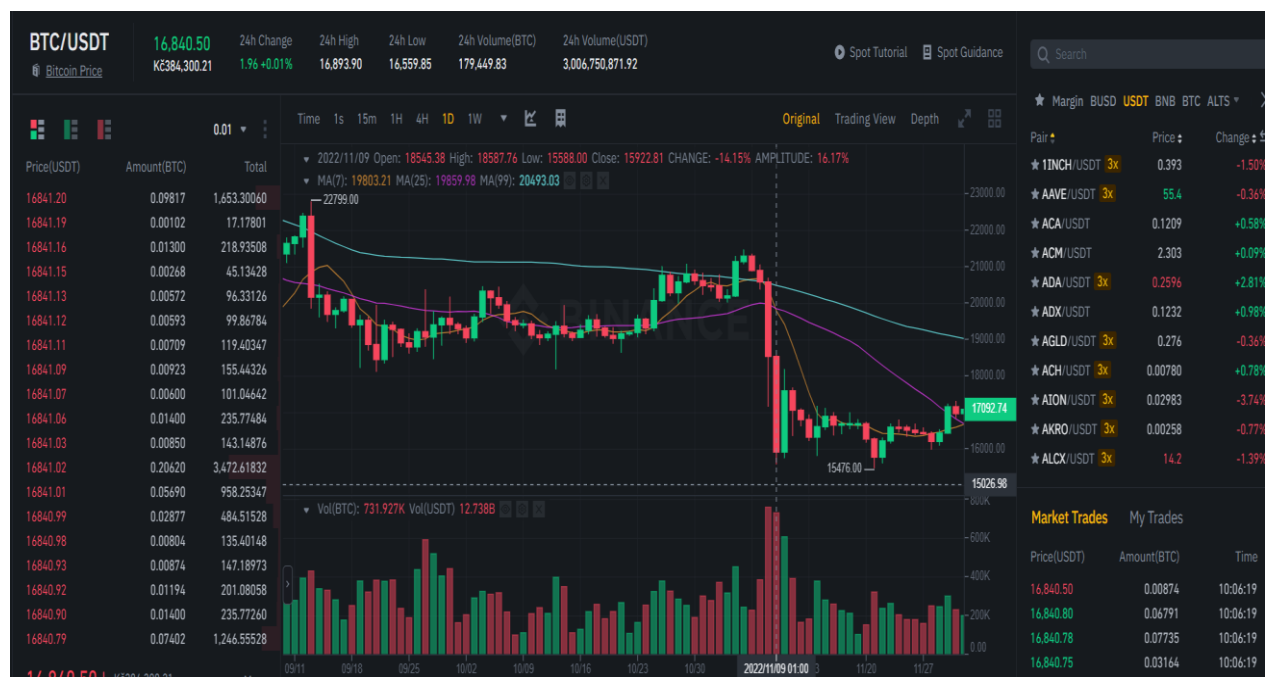 BTC/USDT
Bitcoin Price
16,840.50
Kč384,300.21
24h Change
1.96 +0.01%
24h High
16,893.90
24h Low
16,559.85
24h Volume(BTC)
179,449.83
24h Volume(USDT)
3,006,750,871.92
Spot Tutorial
Spot Guidance
0.01
Price(USDT) Amount(BTC) Total
16841.20 0.09817 1,653.30060
16841.19 0.00102 17.17801
16841.16 0.01300 218.93508
16841.15 0.00268 45.13428
16841.13 0.00572 96.33126
16841.12 0.00593 99.86784
16841.11 0.00709 119.40347
16841.09 0.00923 155.44326
16841.07 0.00600 101.04642
16841.06 0.01400 235.77484
16841.03 0.00850 143.14876
16841.02 0.20620 3,472.61832
16841.01 0.05690 958.25347
16840.99 0.02877 484.51528
16840.98 0.00804 135.40148
16840.93 0.00874 147.18973
16840.92 0.01194 201.08058
16840.90 0.01400 235.77260
16840.79 0.07402 1,246.55528
Time 1s 15m 1H 4H 1D 1W
Original Trading View Depth
2022/11/09 Open: 18545.38 High: 18587.76 Low: 15588.00 Close: 15922.81 CHANGE: -14.15% AMPLITUDE: 16.17%
MA(7): 19803.21 MA(25): 19859.98 MA(99): 20493.03
22799.00
BINANCE
15476.00
23000.00
22000.00
21000.00
20000.00
19000.00
18000.00
17092.74
16000.00
15026.98
Vol(BTC): 731.927K Vol(USDT) 12.738B
800K
600K
400K
200K
0.00
09/11 09/18 09/25 10/02 10/09 10/16 10/23 10/30 2022/11/09 01:00 11/20 11/27
Search
Margin BUSD USDT BNB BTC ALTS
Pair Price Change
1INCH/USDT 3x 0.393 -1.50%
AAVE/USDT 3x 55.4 -0.36%
ACA/USDT 0.1209 +0.58%
ACM/USDT 2.303 +0.09%
ADA/USDT 3x 0.2596 +2.81%
ADX/USDT 0.1232 +0.98%
AGLD/USDT 3x 0.276 -0.36%
ACH/USDT 3x 0.00780 +0.78%
AION/USDT 3x 0.02983 -3.74%
AKRO/USDT 3x 0.00258 -0.77%
ALCX/USDT 3x 14.2 -1.39%
Market Trades My Trades
Price(USDT) Amount(BTC) Time
16,840.50 0.00874 10:06:19
16,840.80 0.06791 10:06:19
16,840.78 0.07735 10:06:19
16,840.75 0.03164 10:06:19